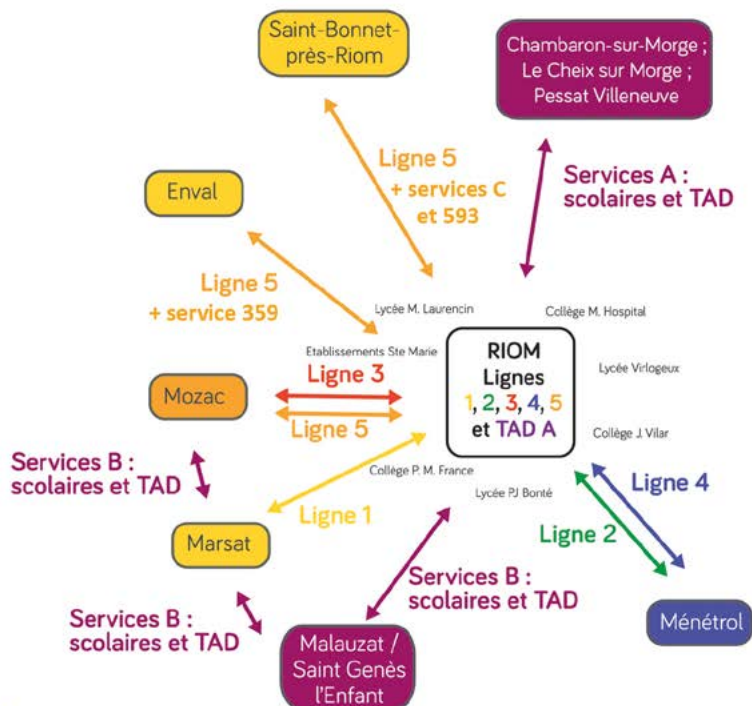 Saint-Bonnet-
près-Riom
Chambaron-sur-Morge ;
Le Cheix sur Morge ;
Pessat Villeneuve
Ligne 5
+ services C
et 593
Services A :
scolaires et TAD
Enval
Ligne 5
+ service 359
Lycée M. Laurencin
Collège M. Hospital
Etablissements Ste Marie
RIOM
Lignes
1, 2, 3, 4, 5
et TAD A
Lycée Virlogeux
Mozac
Ligne 3
Ligne 5
Collège J. Vilar
Services B :
scolaires et TAD
Collège P. M. France
Lycée PJ Bonté
Ligne 4
Marsat
Ligne 1
Ligne 2
Services B :
scolaires et TAD
Services B :
scolaires et TAD
Malauzat /
Saint Genès
l'Enfant
Ménétrol